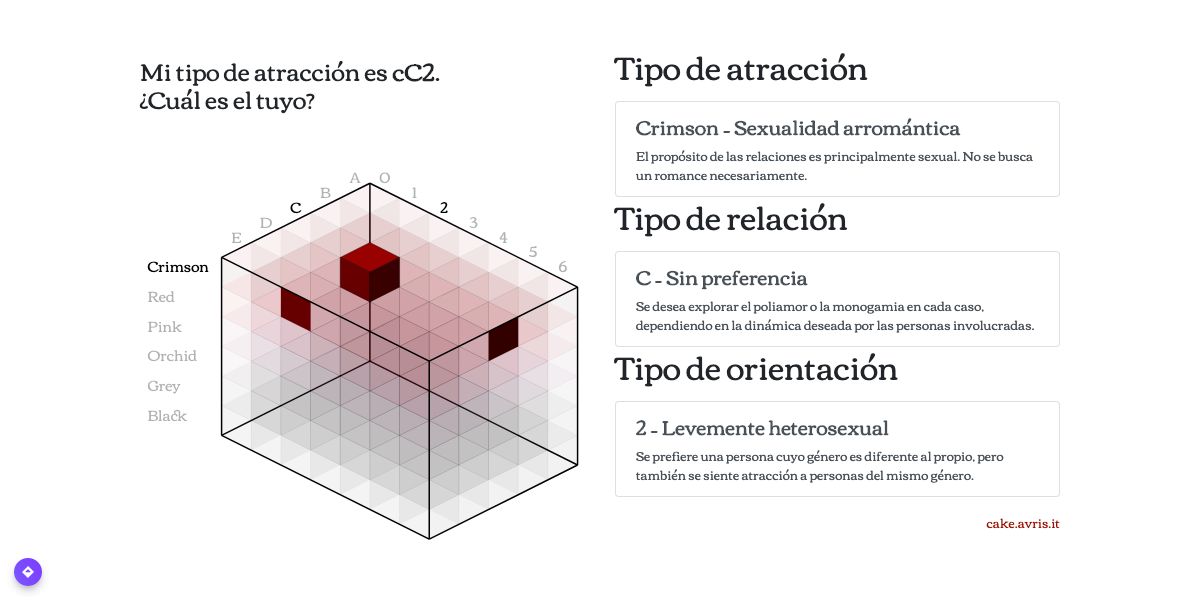 Mi tipo de atracción es cC2.
¿Cuál es el tuyo?
A
B
C
D
E
0
1
2
3
4
5
6
Crimson
Red
Pink
Orchid
Grey
Black
Tipo de atracción
Crimson - Sexualidad arromántica
El propósito de las relaciones es principalmente sexual. No se busca
un romance necesariamente.
Tipo de relación
C - Sin preferencia
Se desea explorar el poliamor o la monogamia en cada caso,
dependiendo en la dinámica deseada por las personas involucradas.
Tipo de orientación
2 - Levemente heterosexual
Se prefiere una persona cuyo género es diferente al propio, pero
también se siente atracción a personas del mismo género.
cake.avris.it